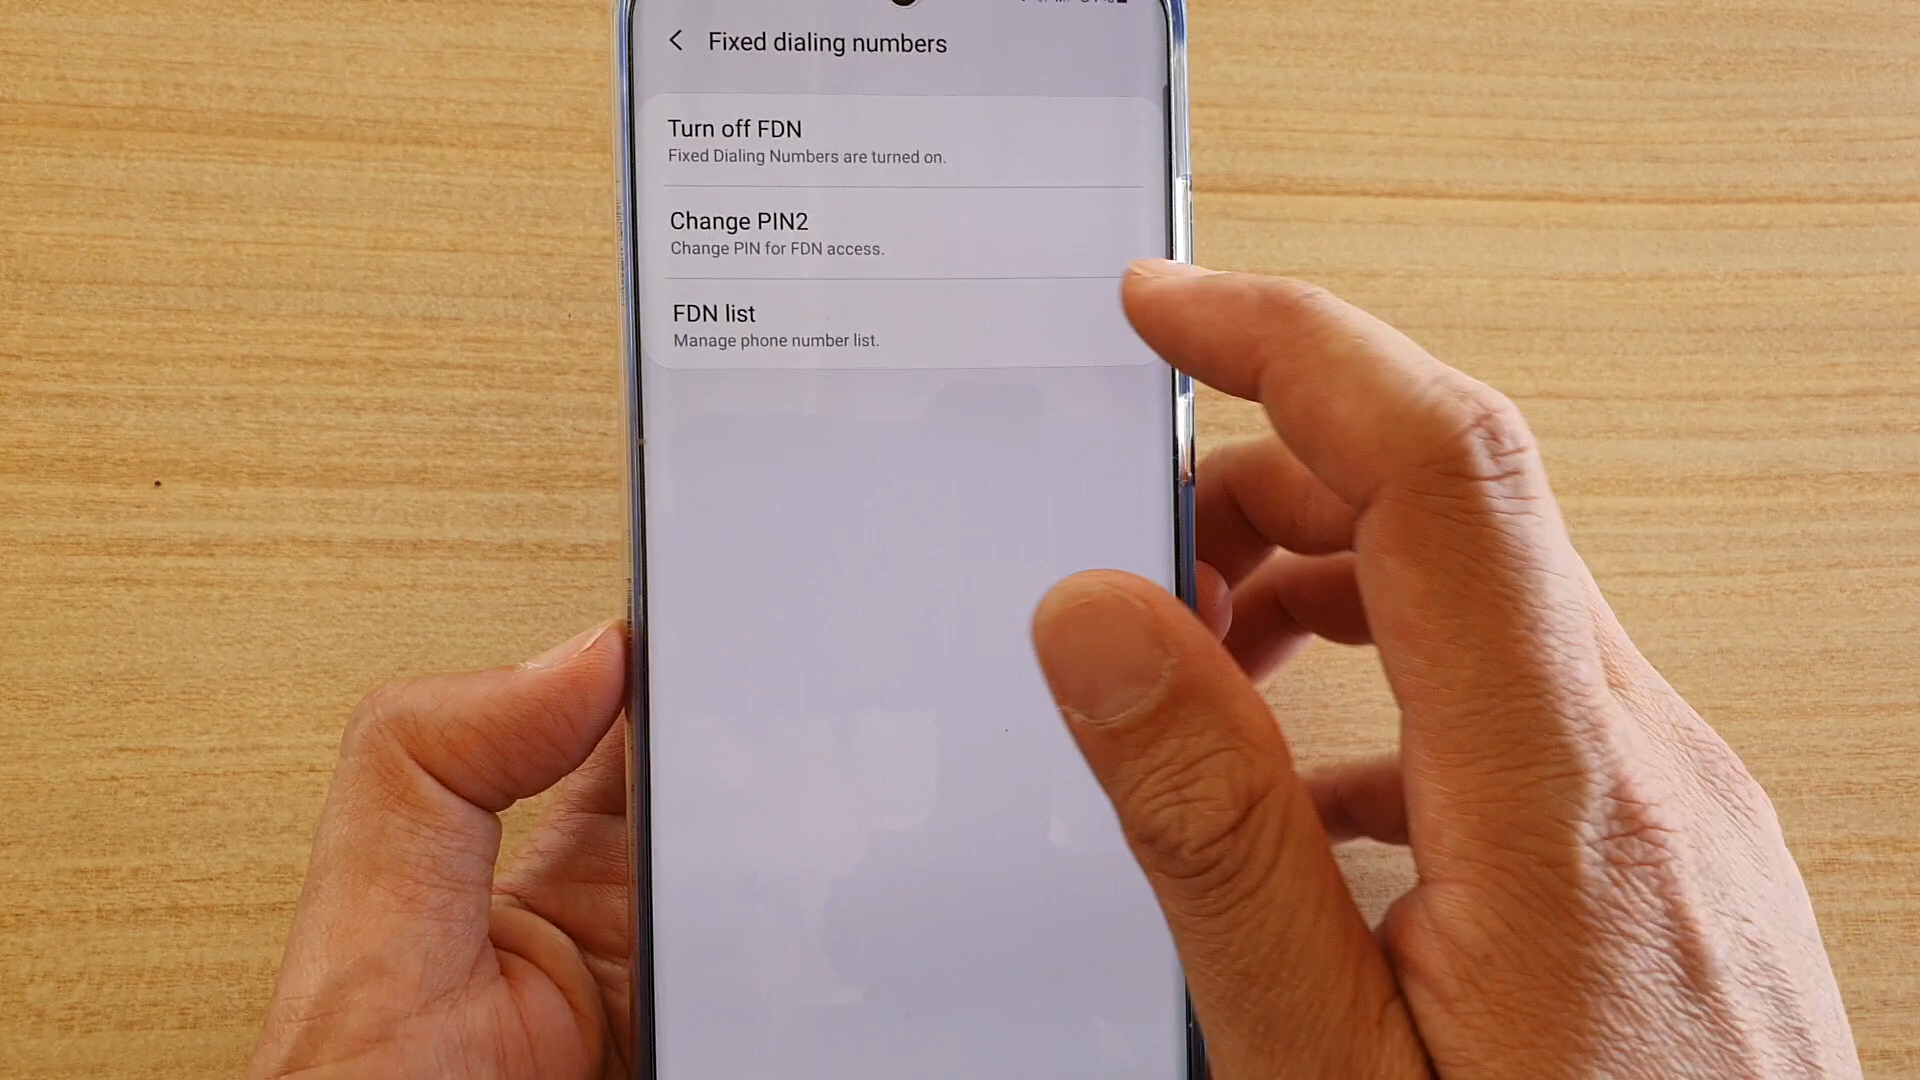 Fixed dialing numbers
Turn off FDN
Fixed Dialing Numbers are turned on.
Change PIN2
Change PIN for FDN access.
FDN list
Manage phone number list.